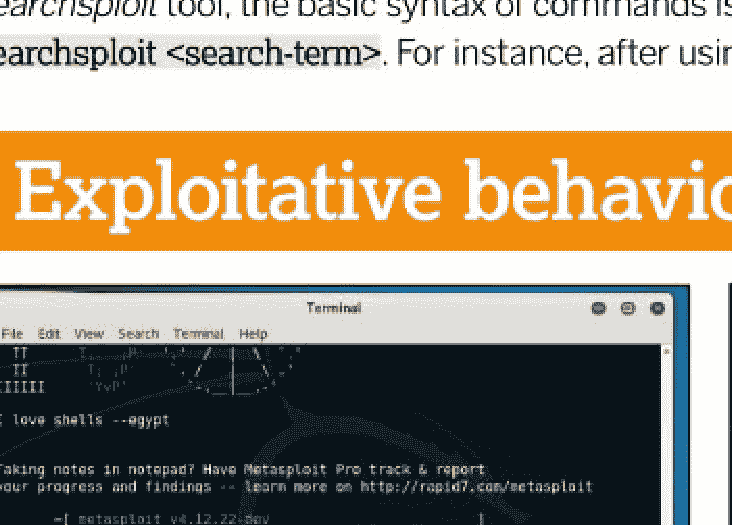 earchsploit tool, the basic syntax of commands is
earchsploit <search-term>. For instance, after usin
Exploitative behavio
Terminal
File Edit View Search Terminal Help
I love shells --egypt
Taking notes in notepad? Have Metasploit Pro track & report
your progress and findings -- learn more on http://rapid7.com/metasploit
=[ metasploit v4.12.22-dev ]